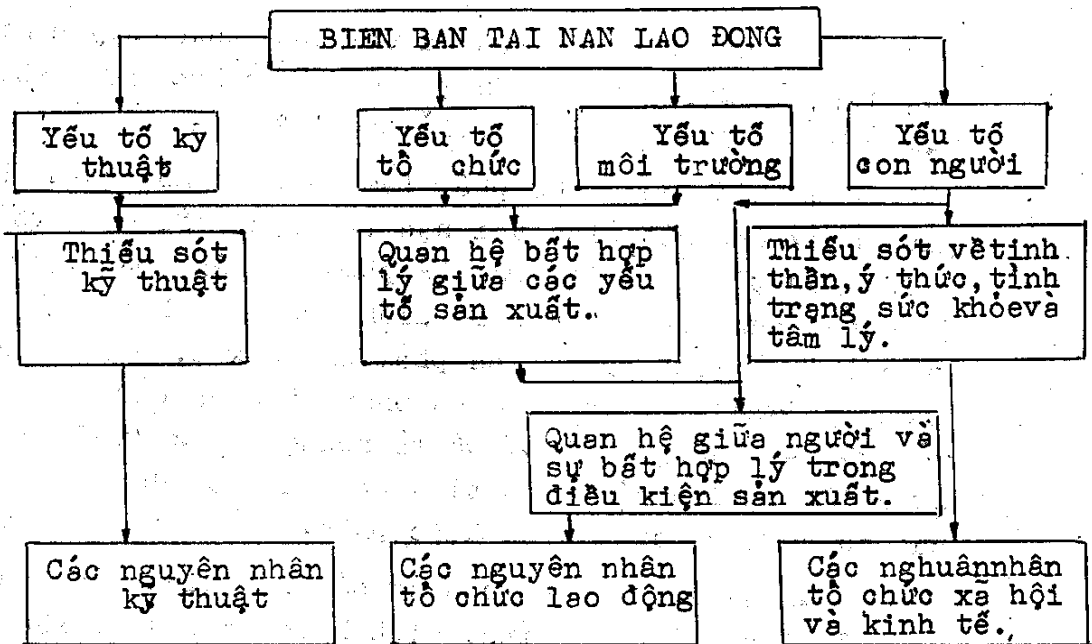 BIEN BAN TAI NAN LAO ĐONG
Yếu tố kỹ
thuật
Yếu tố
tổ chức
Yếu tố
môi trường
Yếu tố
con người
Thiếu sót
kỹ thuật
Quan hệ bất hợp
lý giữa các yếu
tố sản xuất.
Thiếu sót vềtinh
thần,ý thức,tình
trạng sức khỏevà
tâm lý.
Quan hệ giữa người và
sự bất hợp lý trong
điều kiện sản xuất.
Các nguyên nhân
kỹ thuật
Các nguyên nhân
tổ chức lao động
Các nghuânnhân
tổ chức xã hội
và kinh tế.